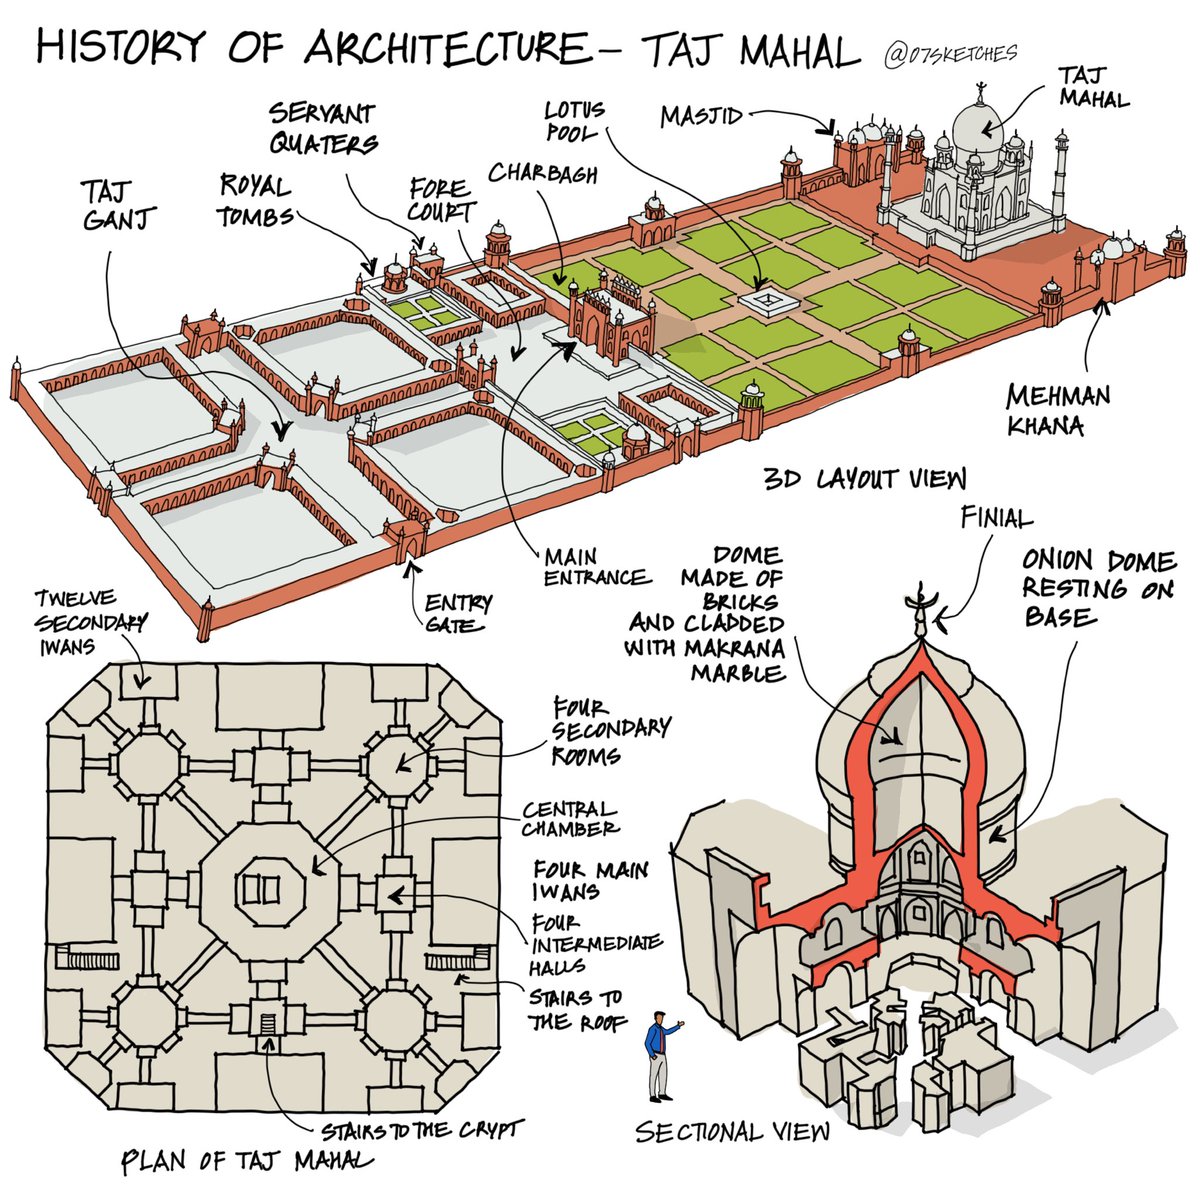 HISTORY OF ARCHITECTURE – TAJ MAHAL @07SKETCHES
TAJ
GANJ
ROYAL
TOMBS
SERVANT
QUATERS
FORE
COURT
CHARBAGH
LOTUS
POOL
MASJID
TAJ
MAHAL
MEHMAN
KHANA
3D LAYOUT VIEW
MAIN
ENTRANCE
ENTRY
GATE
TWELVE
SECONDARY
IWANS
FOUR
SECONDARY
ROOMS
CENTRAL
CHAMBER
FOUR MAIN
IWANS
FOUR
INTERMEDIATE
HALLS
STAIRS TO
THE ROOF
STAIRS TO THE CRYPT
PLAN OF TAJ MAHAL
DOME
MADE OF
BRICKS
AND CLADDED
WITH MAKRANA
MARBLE
FINIAL
ONION DOME
RESTING ON
BASE
SECTIONAL VIEW